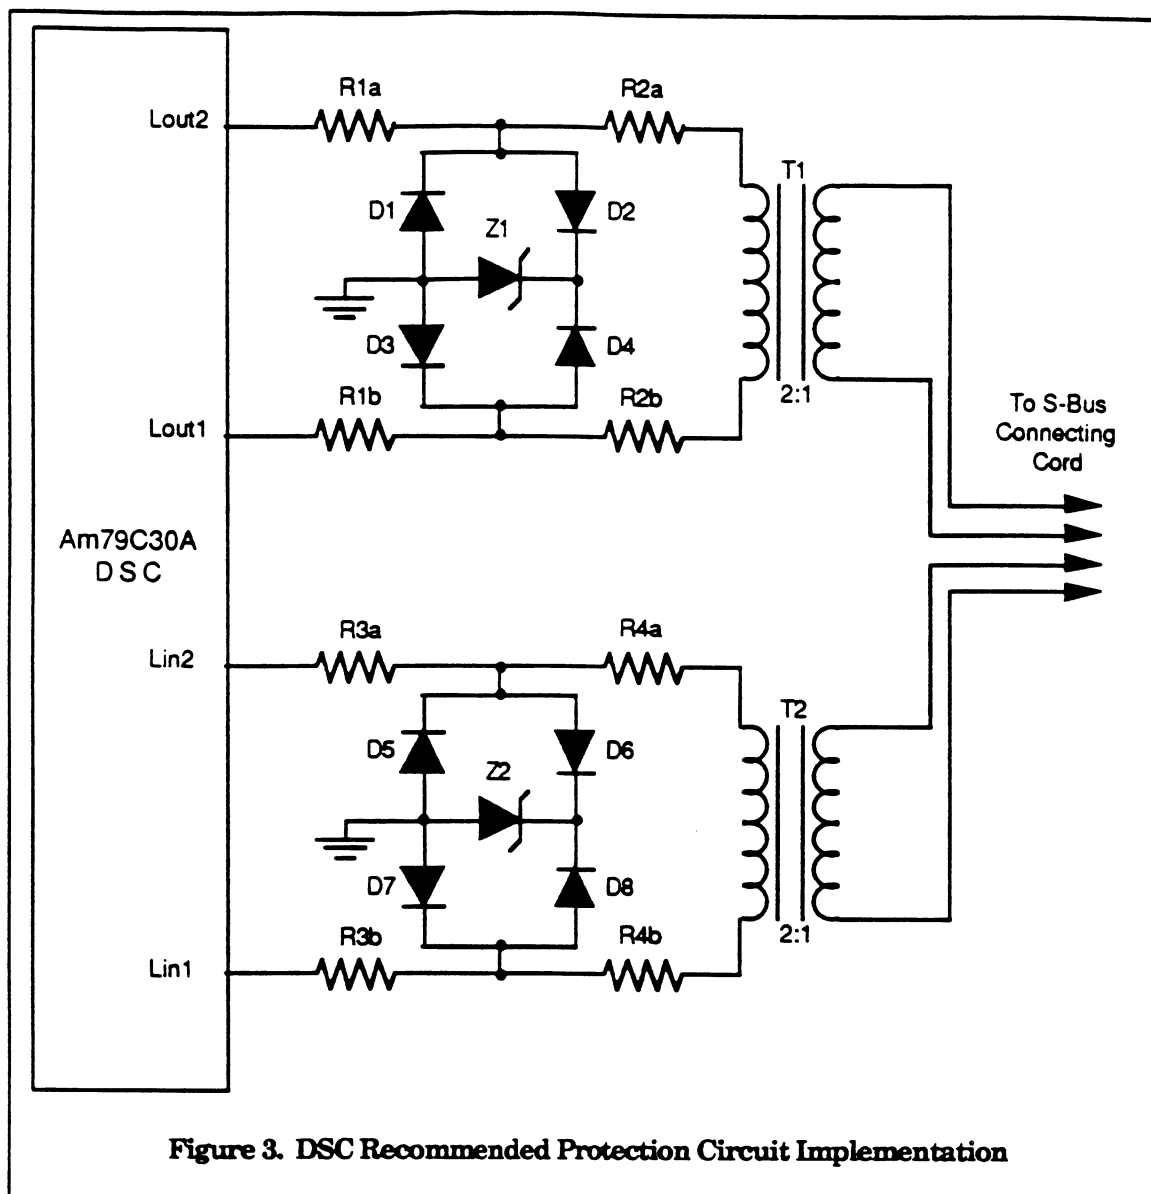 R1a
R2a
Lout2
T1
D1
D2
Z1
D3
D4
R1b
R2b
2:1
Lout1
To S-Bus
Connecting
Cord
Am79C30A
D S C
R3a
R4a
Lin2
T2
D5
D6
Z2
D7
D8
R3b
R4b
2:1
Lin1
Figure 3. DSC Recommended Protection Circuit Implementation